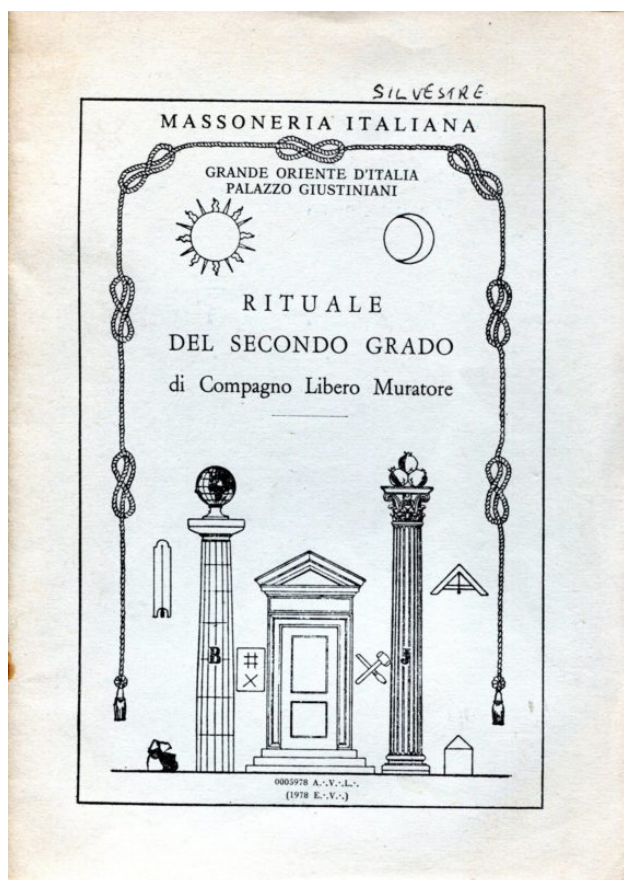 SILVESTRE
MASSONERIA ITALIANA
GRANDE ORIENTE D'ITALIA
PALAZZO GIUSTINIANI
RITUALE
DEL SECONDO GRADO
di Compagno Libero Muratore
B
J
0005978 A.·.V.·.L.·.
(1978 E.·.V.·.)